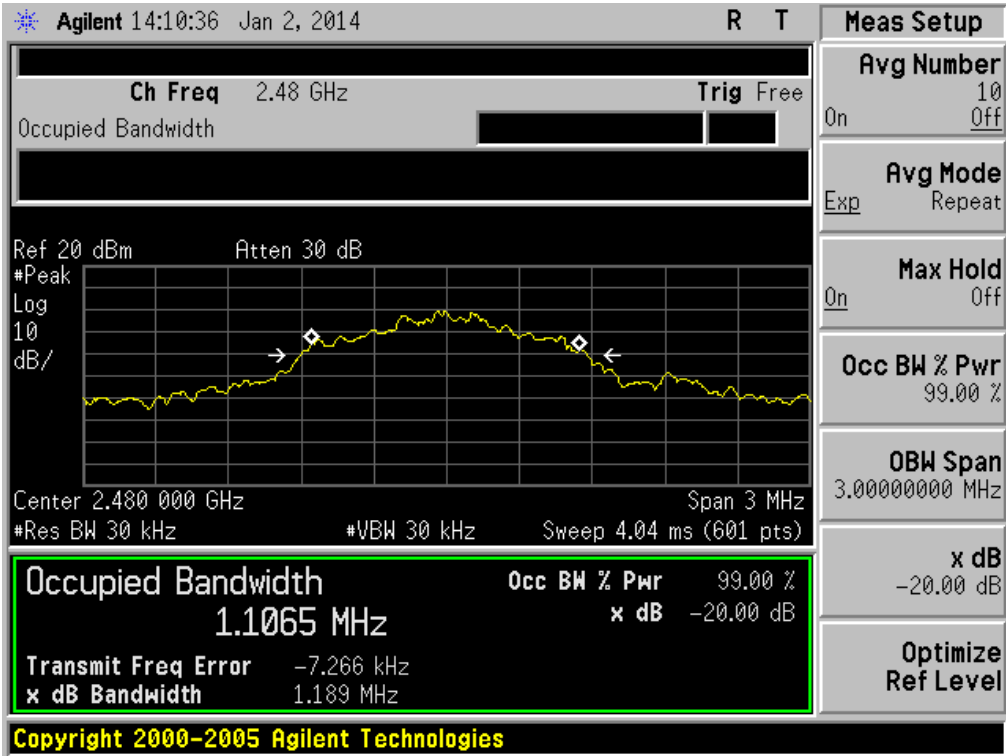 Agilent 14:10:36 Jan 2, 2014 R T
Meas Setup
Ch Freq 2.48 GHz Trig Free
Occupied Bandwidth
Avg Number
10
On Off
Avg Mode
Exp Repeat
Max Hold
On Off
Occ BW % Pwr
99.00 %
OBW Span
3.00000000 MHz
x dB
-20.00 dB
Optimize
Ref Level
Ref 20 dBm Atten 30 dB
#Peak
Log
10
dB/
Center 2.480 000 GHz Span 3 MHz
#Res BW 30 kHz #VBW 30 kHz Sweep 4.04 ms (601 pts)
Occupied Bandwidth Occ BW % Pwr 99.00 %
1.1065 MHz x dB -20.00 dB
Transmit Freq Error -7.266 kHz
x dB Bandwidth 1.189 MHz
Copyright 2000-2005 Agilent Technologies